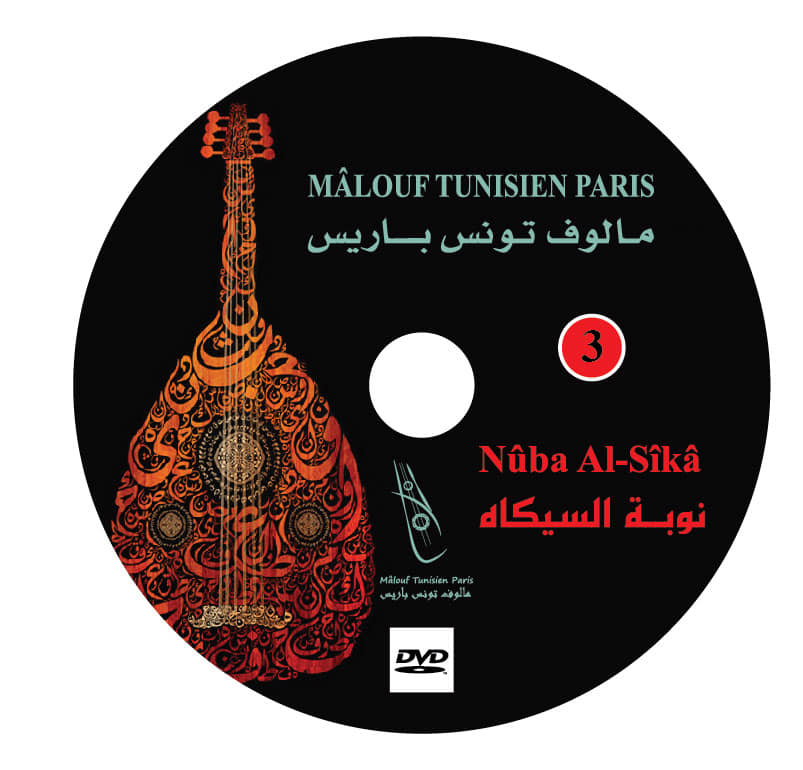 MÂLOUF TUNISIEN PARIS
مالوف تونس باريس
3
Nûba Al-Sîkâ
نوبة السيكاه
Mâlouf Tunisien Paris
مالوف تونس باريس
DVD